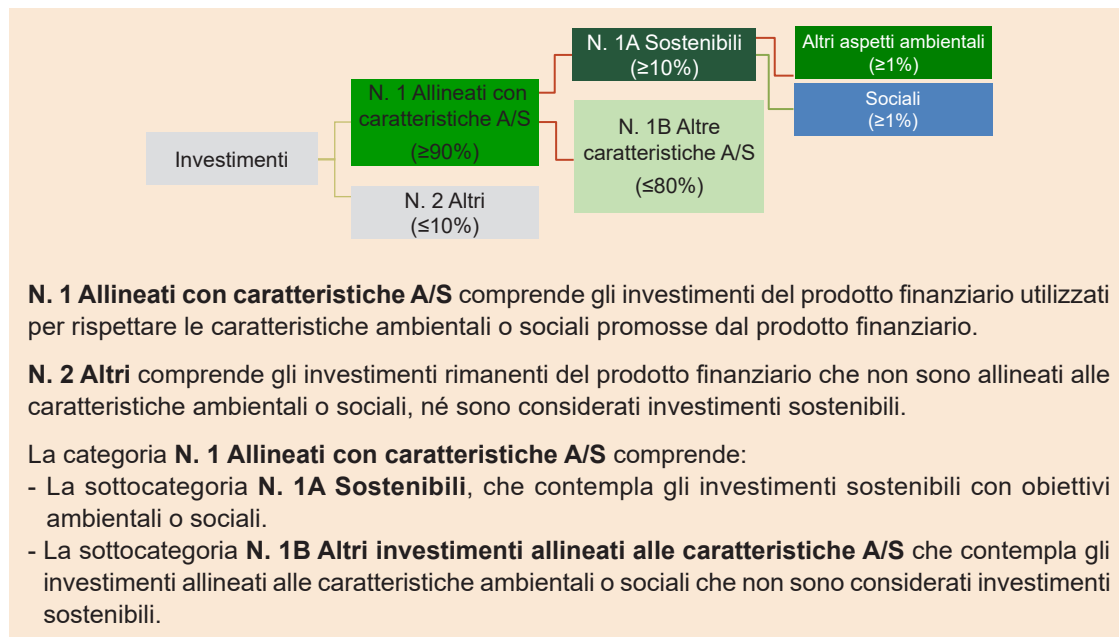 N. 1A Sostenibili
(≥10%)
Altri aspetti ambientali
(≥1%)
Sociali
(≥1%)
N. 1 Allineati con
caratteristiche A/S
(≥90%)
N. 1B Altre
caratteristiche A/S
(≤80%)
Investimenti
N. 2 Altri
(≤10%)
N. 1 Allineati con caratteristiche A/S comprende gli investimenti del prodotto finanziario utilizzati
per rispettare le caratteristiche ambientali o sociali promosse dal prodotto finanziario.
N. 2 Altri comprende gli investimenti rimanenti del prodotto finanziario che non sono allineati alle
caratteristiche ambientali o sociali, né sono considerati investimenti sostenibili.
La categoria N. 1 Allineati con caratteristiche A/S comprende:
- La sottocategoria N. 1A Sostenibili, che contempla gli investimenti sostenibili con obiettivi
ambientali o sociali.
- La sottocategoria N. 1B Altri investimenti allineati alle caratteristiche A/S che contempla gli
investimenti allineati alle caratteristiche ambientali o sociali che non sono considerati investimenti
sostenibili.